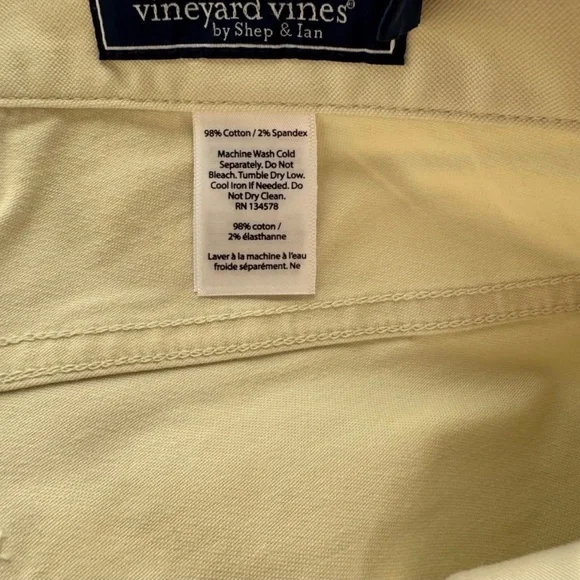 vineyard vines®
by Shep & Ian
98% Cotton / 2% Spandex
Machine Wash Cold
Separately. Do Not
Bleach. Tumble Dry Low.
Cool Iron If Needed. Do
Not Dry Clean.
RN 134578
98% coton /
2% élasthanne
Laver à la machine à l'eau
froide séparément. Ne